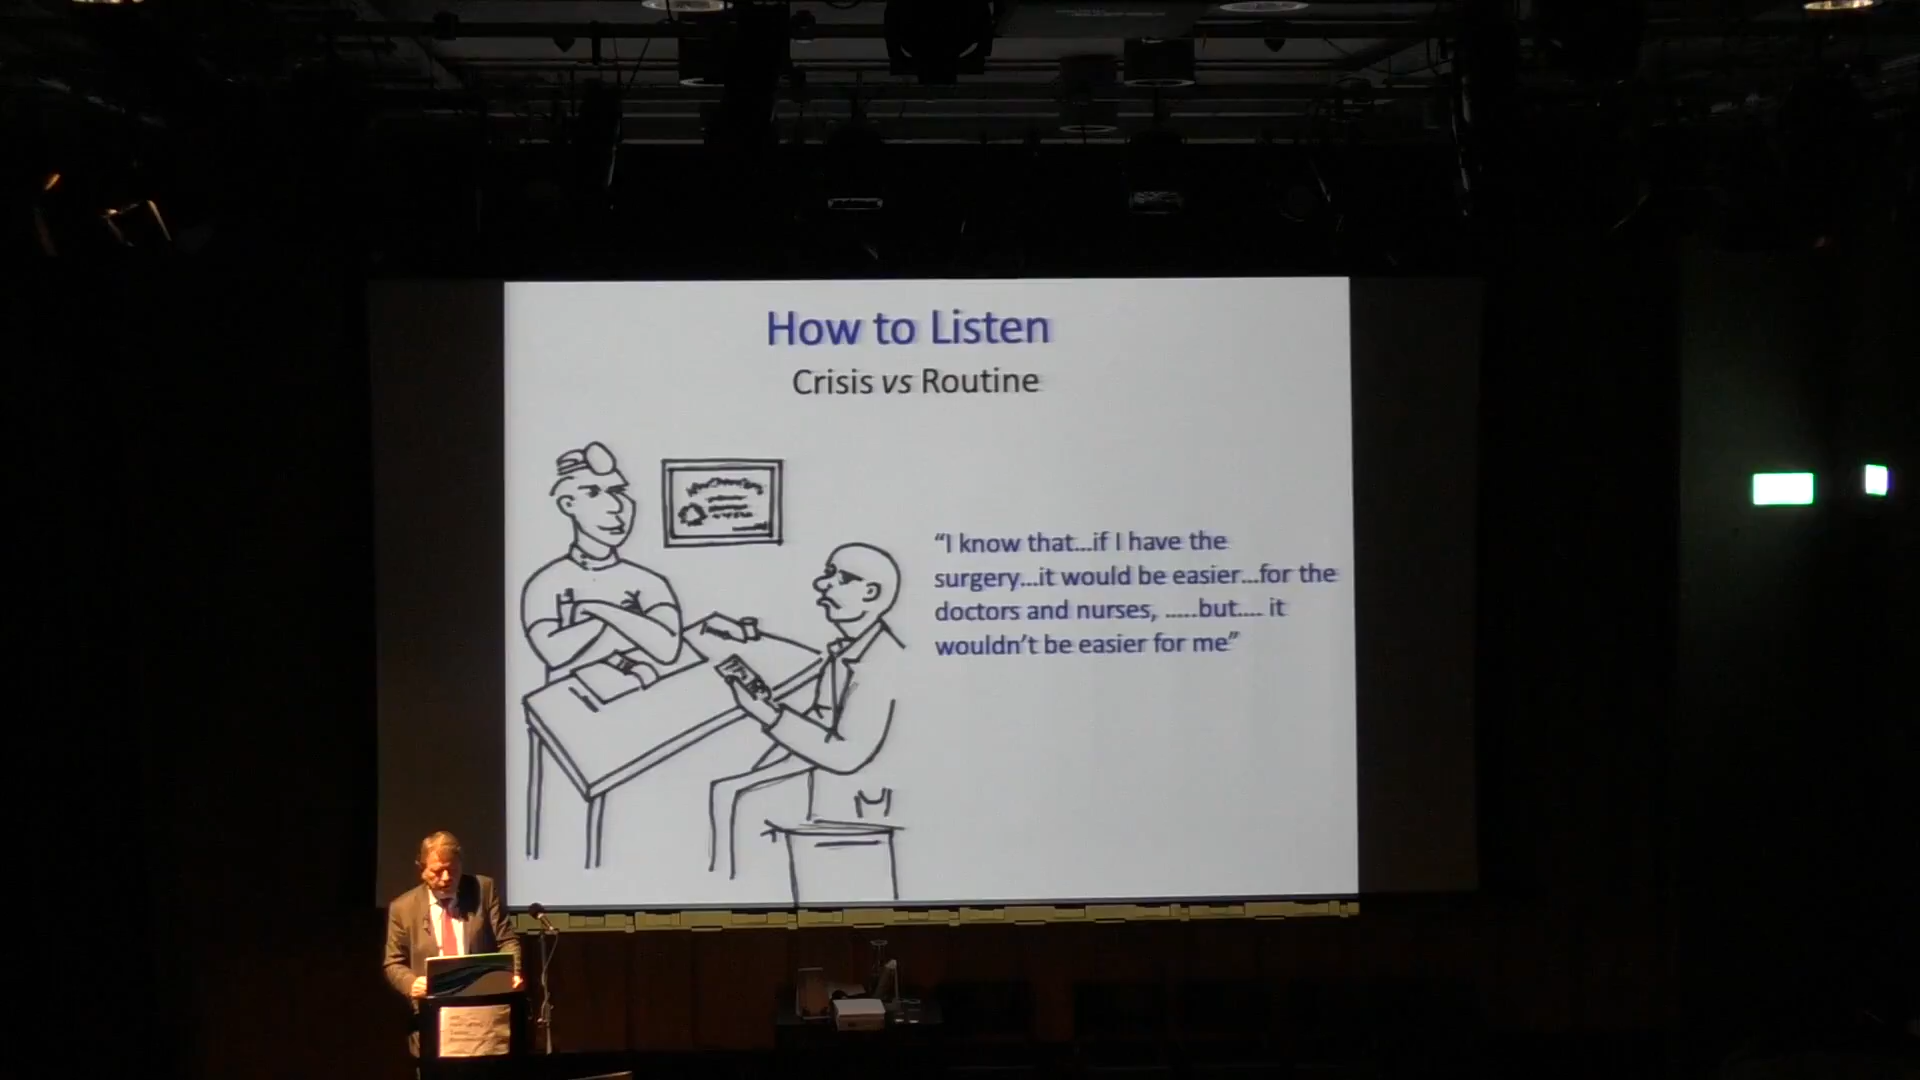 How to Listen
Crisis vs Routine
“I know that...if I have the
surgery...it would be easier...for the
doctors and nurses, .....but.... it
wouldn’t be easier for me”